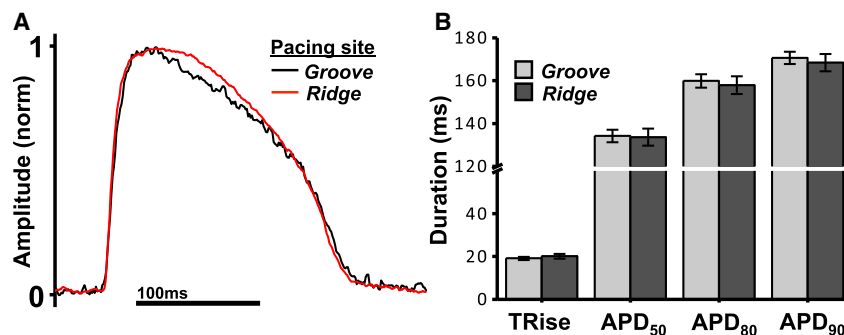 A
1
Amplitude (norm)
0
Pacing site
Groove
Ridge
100ms
B
Duration (ms)
180
160
140
120
40
20
0
Groove
Ridge
TRise
APD50
APD80
APD90